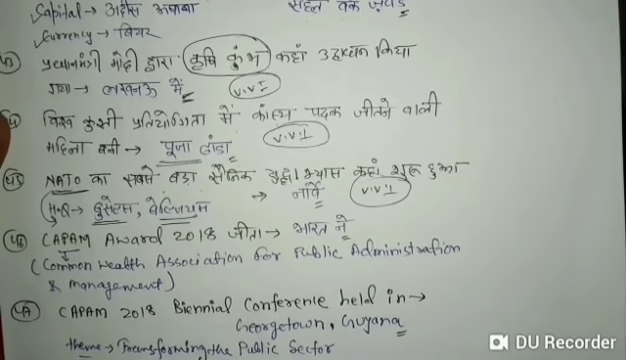 Capital → अदीस अबाबा
Currency → बिरर
प्रधानमंत्री मोदी द्वारा कृषि कुंभ कहां उद्घाटन किया
गया → लखनऊ में
V.V.I
विश्व कुश्ती प्रतियोगिता में कांस्य पदक जीतने वाली
महिला बनी → पूजा ढांडा
V.V.I
NATO का सबसे बड़ा सैनिक युद्धाभ्यास कहां शुरू हुआ
→ नार्वे
V.V.I
मु०→ ब्रुसेल्स, बेल्जियम
CAPAM Award 2018 जीता → भारत ने
(Common Health Association For Public Administration
& management)
CAPAM 2018 Biennial Conference held in →
Georgetown, Guyana
theme → Transforming the Public Sector
DU Recorder